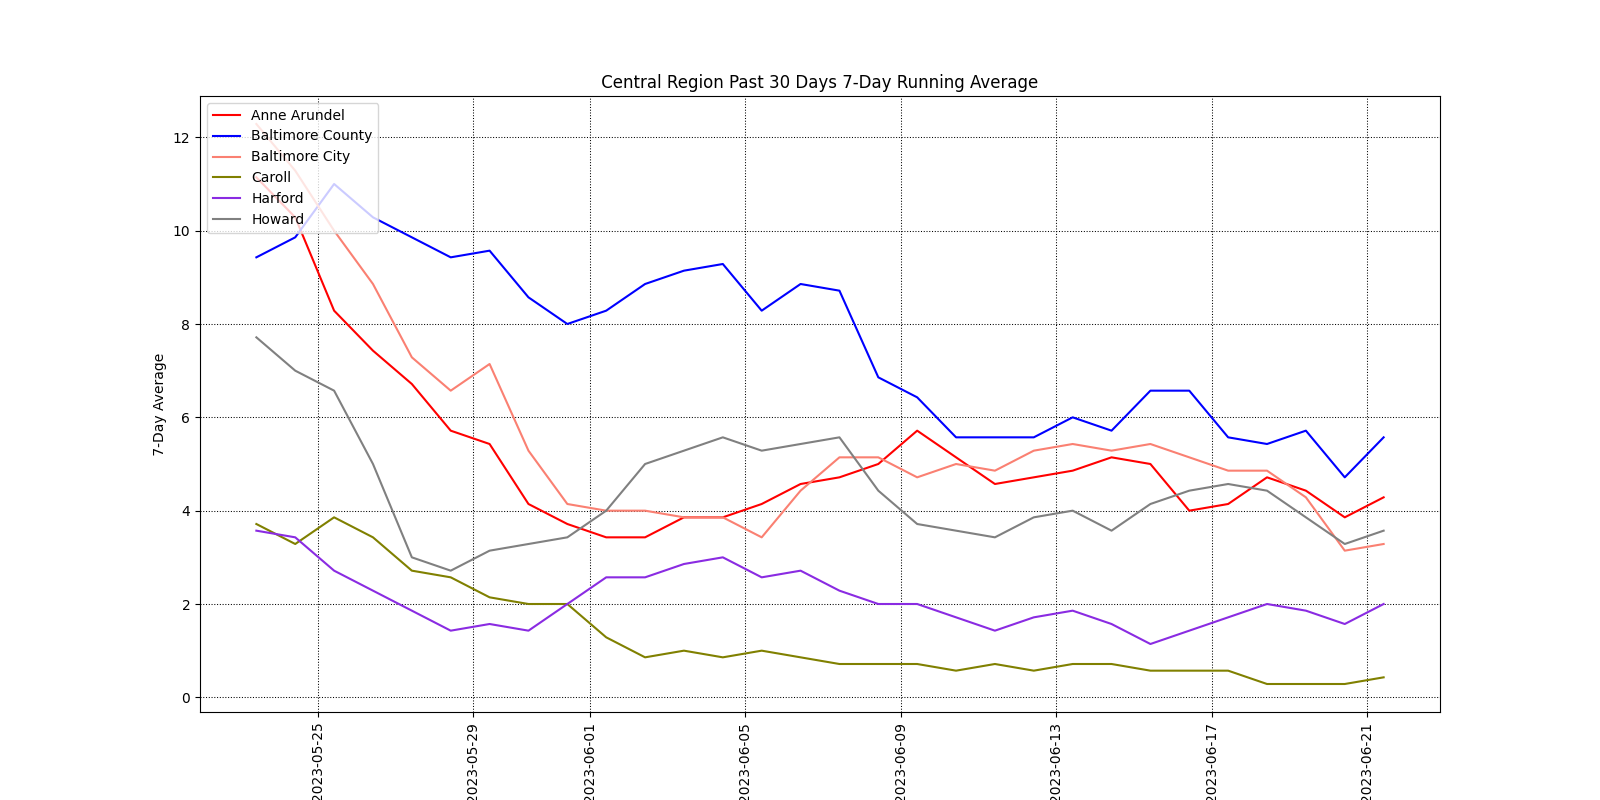 Central Region Past 30 Days 7-Day Running Average
Anne Arundel
Baltimore County
Baltimore City
Caroll
Harford
Howard
7-Day Average
12
10
8
6
4
2
0
2023-05-25
2023-05-29
2023-06-01
2023-06-05
2023-06-09
2023-06-13
2023-06-17
2023-06-21